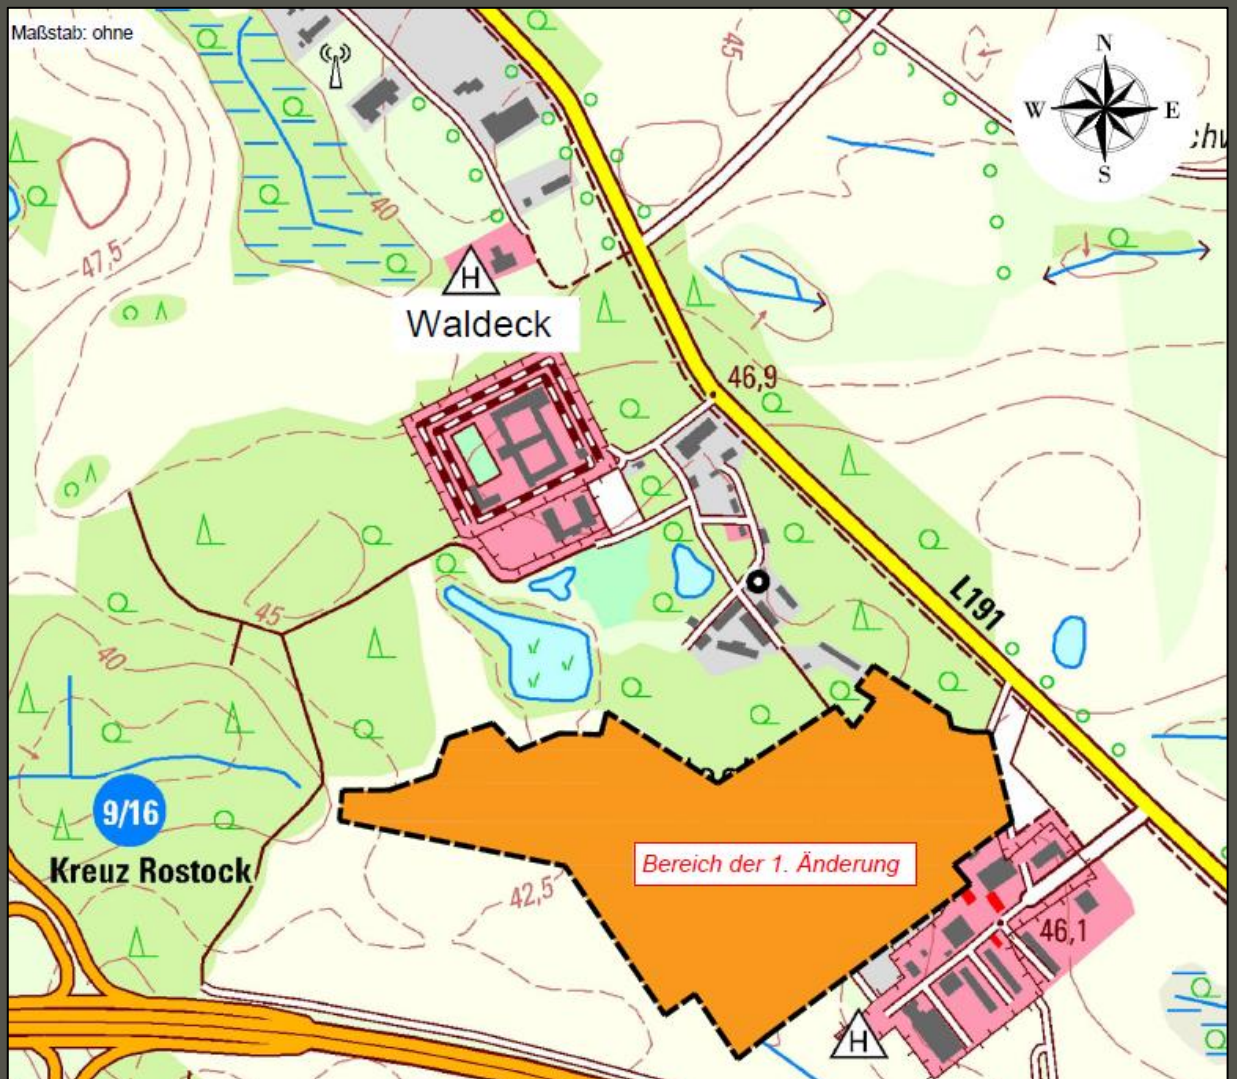 Maßstab: ohne
45
N
W
E
S
47,5
40
H
Waldeck
46,9
L191
45
40
9/16
Kreuz Rostock
Bereich der 1. Änderung
42,5
46,1
H